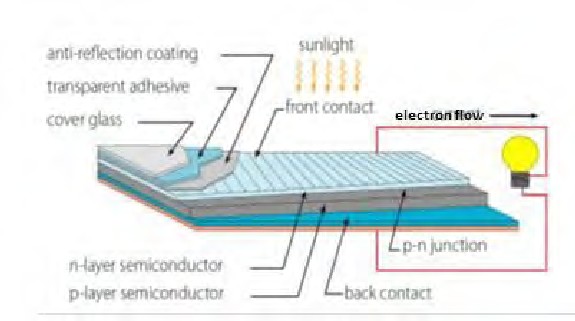 sunlight
anti-reflection coating
transparent adhesive
front contact
cover glass
electron flow
p-n junction
n-layer semiconductor
p-layer semiconductor
back contact